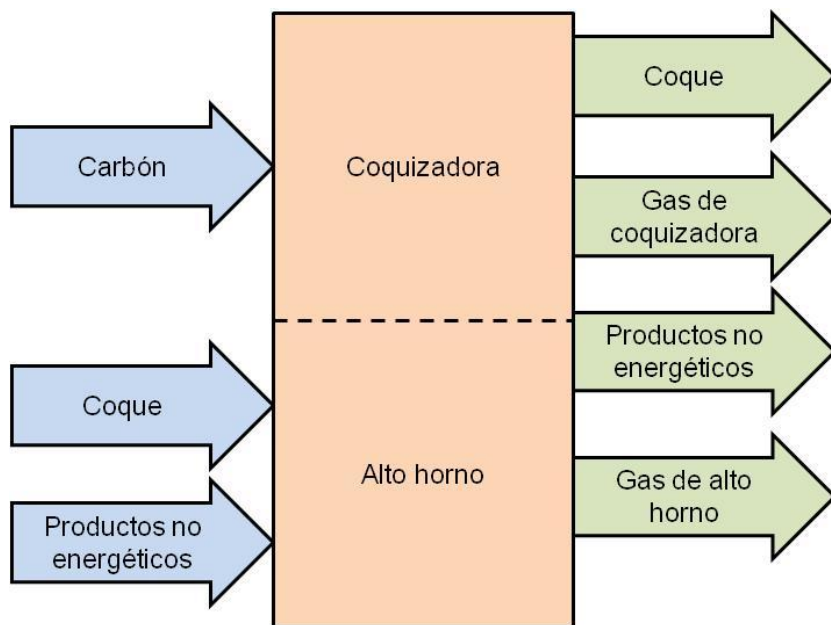 Carbón
Coque
Productos no
energéticos
Coquizadora
Alto horno
Coque
Gas de
coquizadora
Productos no
energéticos
Gas de alto
horno